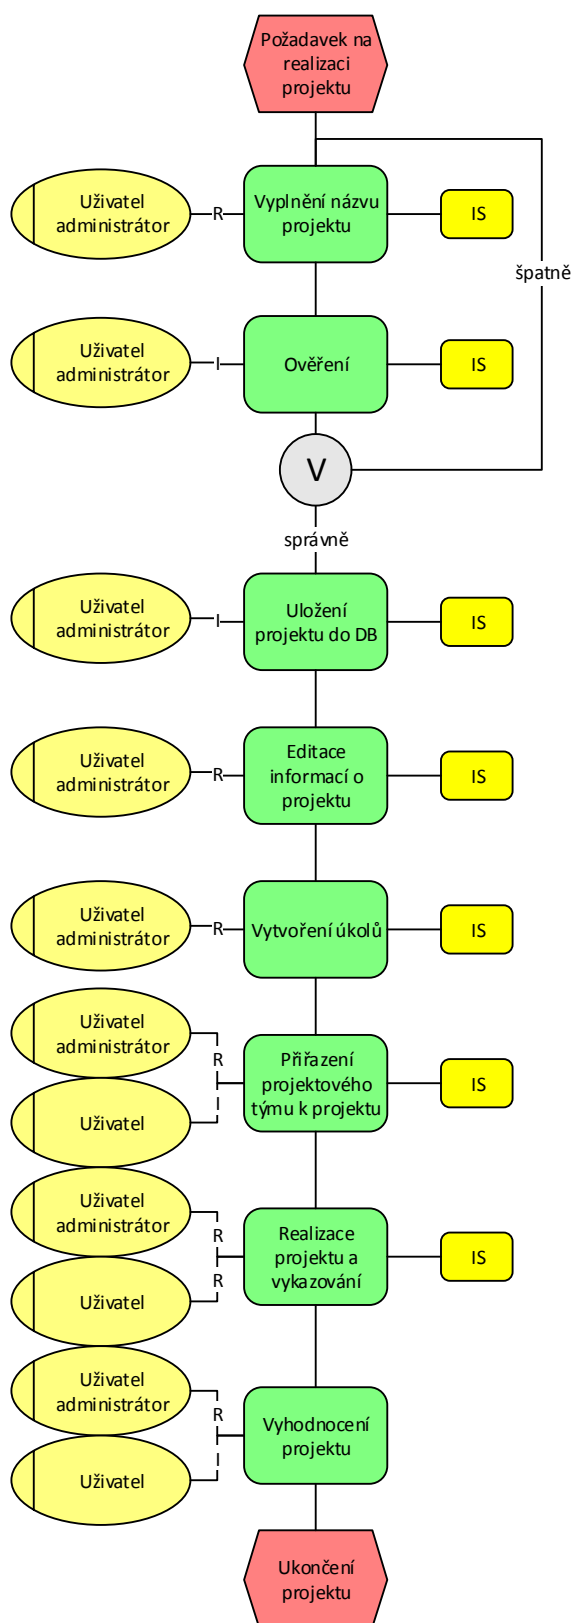 Požadavek na
realizaci
projektu
Uživatel
administrátor
R
Vyplnění názvu
projektu
IS
špatně
Uživatel
administrátor
I
Ověření
IS
V
správně
Uživatel
administrátor
I
Uložení
projektu do DB
IS
Uživatel
administrátor
R
Editace
informací o
projektu
IS
Uživatel
administrátor
R
Vytvoření úkolů
IS
Uživatel
administrátor
R
I
Uživatel
Přiřazení
projektového
týmu k projektu
IS
Uživatel
administrátor
R
R
Uživatel
Realizace
projektu a
vykazování
IS
Uživatel
administrátor
R
I
Uživatel
Vyhodnocení
projektu
Ukončení
projektu